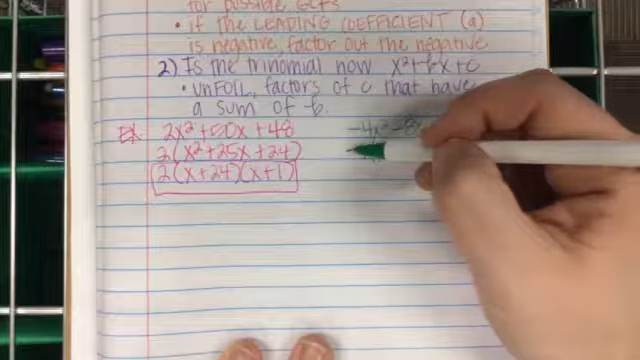 for possible GCFs
• if the LEADING COEFFICIENT (a)
is negative, factor out the negative
2) Is the trinomial now x²+bx+c
• unFOIL, factors of c that have
a sum of b.
EX: 2x²+50x+48
2(x²+25x+24)
2(x+24)(x+1)
-4x²-8x